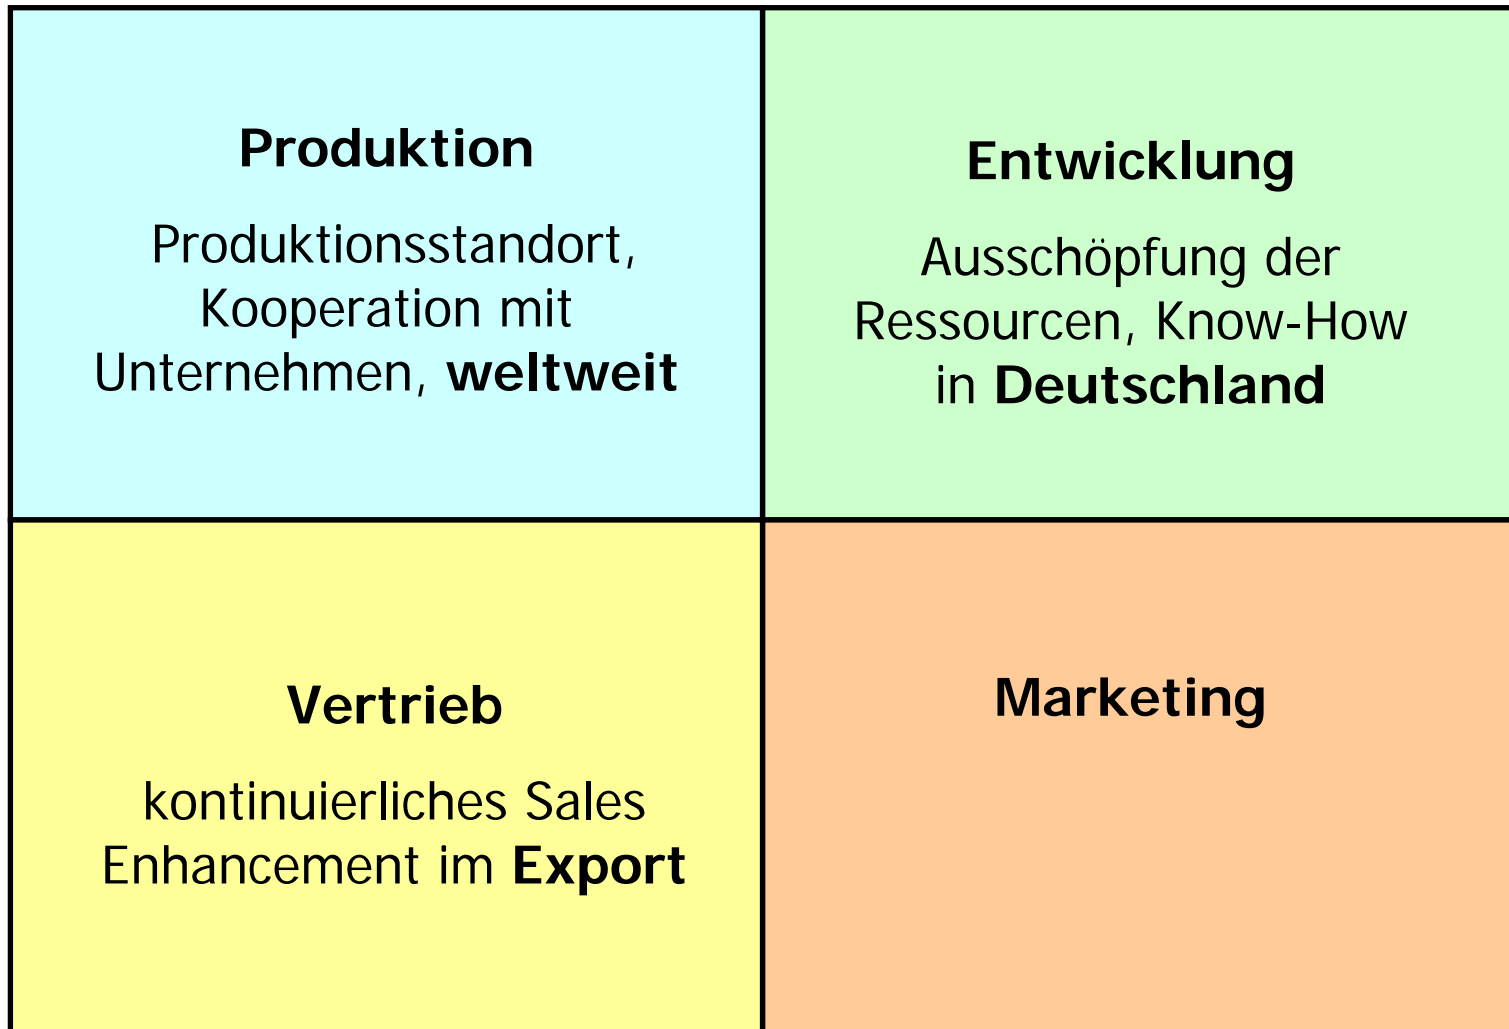 Produktion
Produktionsstandort,
Kooperation mit
Unternehmen, weltweit
Entwicklung
Ausschöpfung der
Ressourcen, Know-How
in Deutschland
Vertrieb
kontinuierliches Sales
Enhancement im Export
Marketing